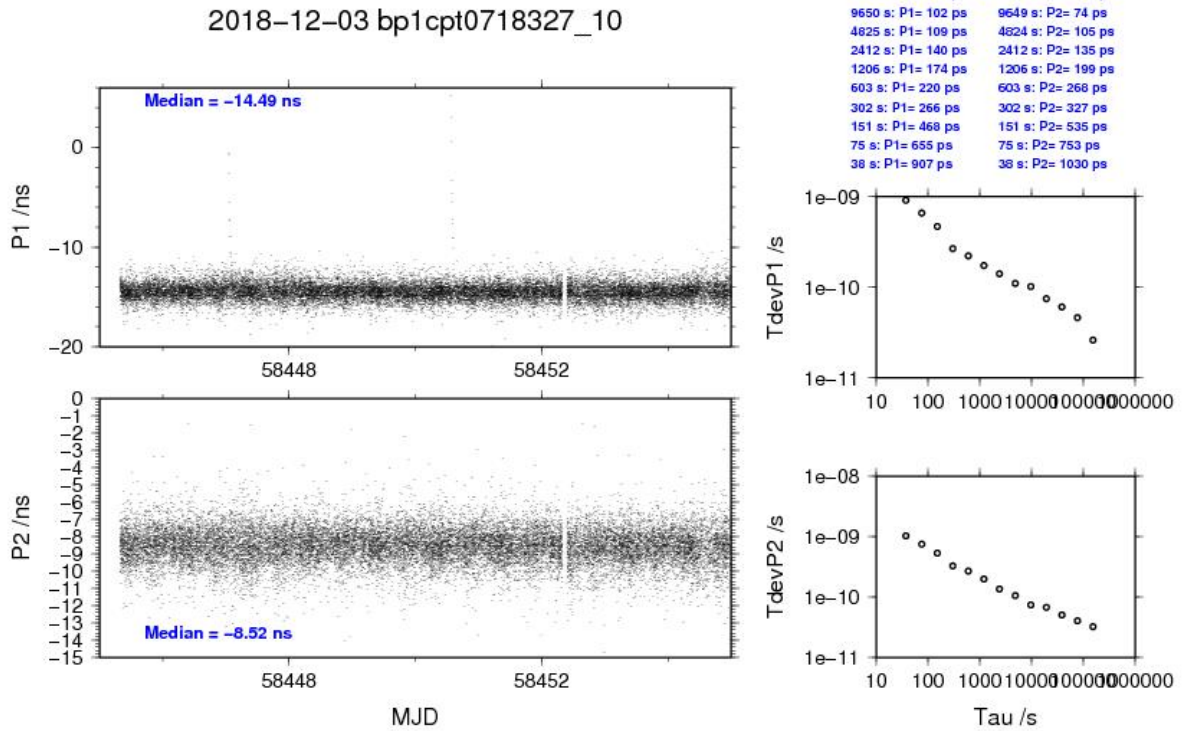 2018-12-03 bp1cpt0718327_10
9650 s: P1= 102 ps 9649 s: P2= 74 ps
4825 s: P1= 109 ps 4824 s: P2= 105 ps
2412 s: P1= 140 ps 2412 s: P2= 135 ps
1206 s: P1= 174 ps 1206 s: P2= 199 ps
603 s: P1= 220 ps 603 s: P2= 268 ps
302 s: P1= 266 ps 302 s: P2= 327 ps
151 s: P1= 468 ps 151 s: P2= 535 ps
75 s: P1= 655 ps 75 s: P2= 753 ps
38 s: P1= 907 ps 38 s: P2= 1030 ps
Median = -14.49 ns
P1 /ns
0
-10
-20
58448 58452
TdevP1 /s
1e-09
1e-10
1e-11
10 100 1000 10000 100000 1000000
P2 /ns
0
-1
-2
-3
-4
-5
-6
-7
-8
-9
-10
-11
-12
-13
-14
-15
Median = -8.52 ns
58448 58452
MJD
TdevP2 /s
1e-08
1e-09
1e-10
1e-11
10 100 1000 10000 100000 1000000
Tau /s